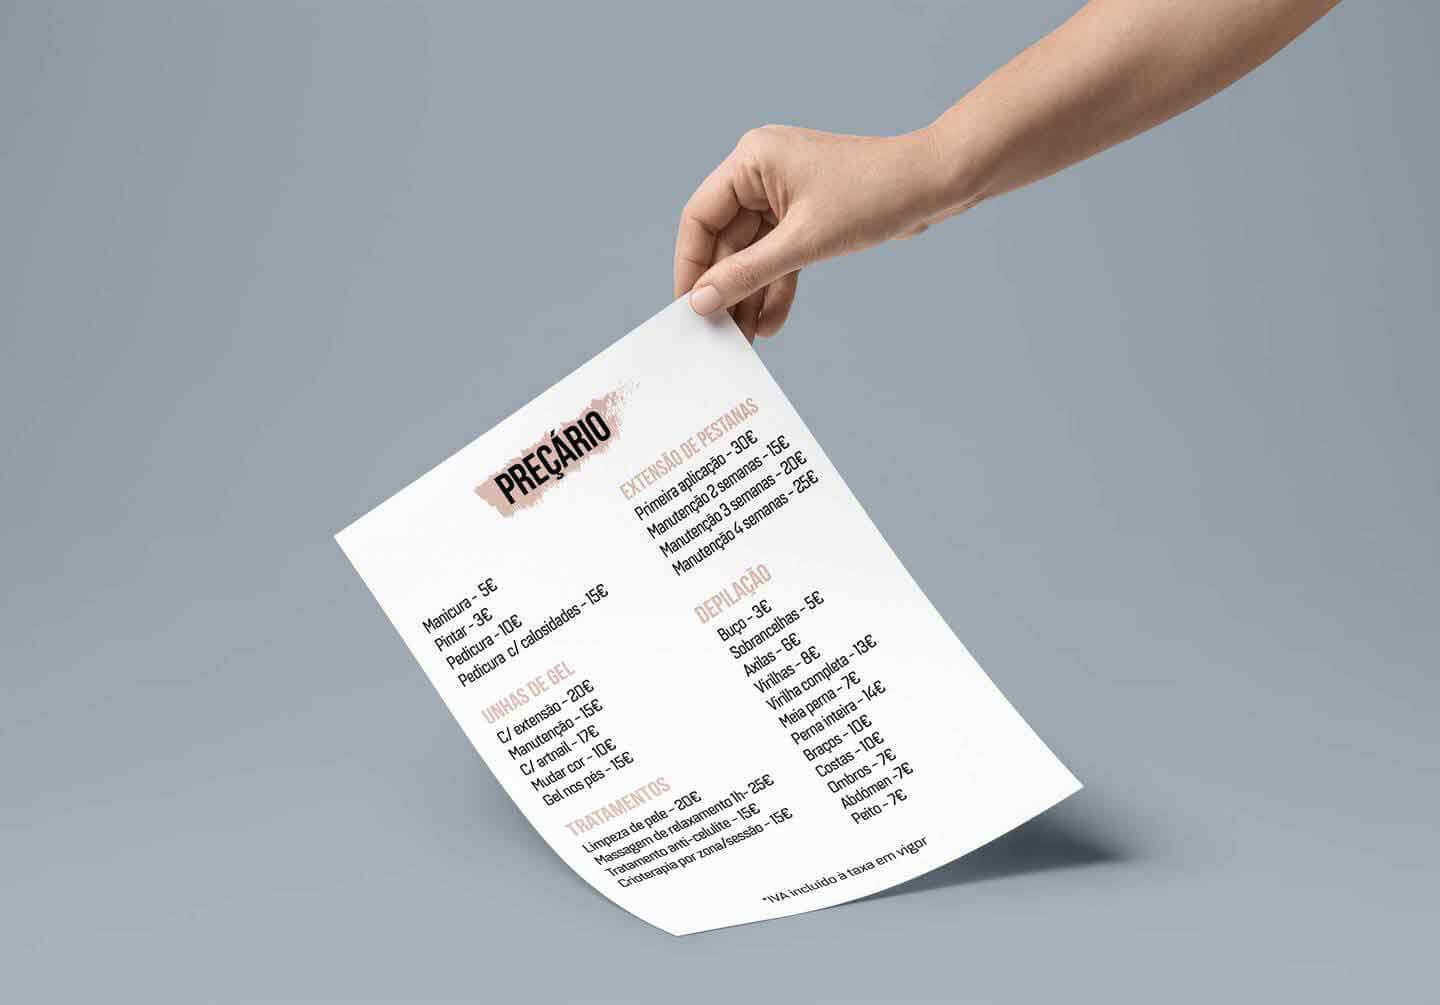 PREÇÁRIO
Manicura - 5€
Pintar - 3€
Pedicura - 10€
Pedicura c/ calosidades - 15€
UNHAS DE GEL
C/ extensão - 20€
Manutenção - 15€
C/ artnail - 17€
Mudar cor - 10€
Gel nos pés - 15€
TRATAMENTOS
Limpeza de pele - 20€
Massagem de relaxamento 1h- 25€
Tratamento anti-celulite - 15€
Crioterapia por zona/sessão - 15€
EXTENSÃO DE PESTANAS
Primeira aplicação - 30€
Manutenção 2 semanas - 15€
Manutenção 3 semanas - 20€
Manutenção 4 semanas - 25€
DEPILAÇÃO
Buço - 3€
Sobrancelhas - 5€
Axilas - 6€
Virilhas - 8€
Virilha completa - 13€
Meia perna - 7€
Perna inteira - 14€
Braços - 10€
Costas - 10€
Ombros - 7€
Abdómen -7€
Peito - 7€
*IVA incluído à taxa em vigor